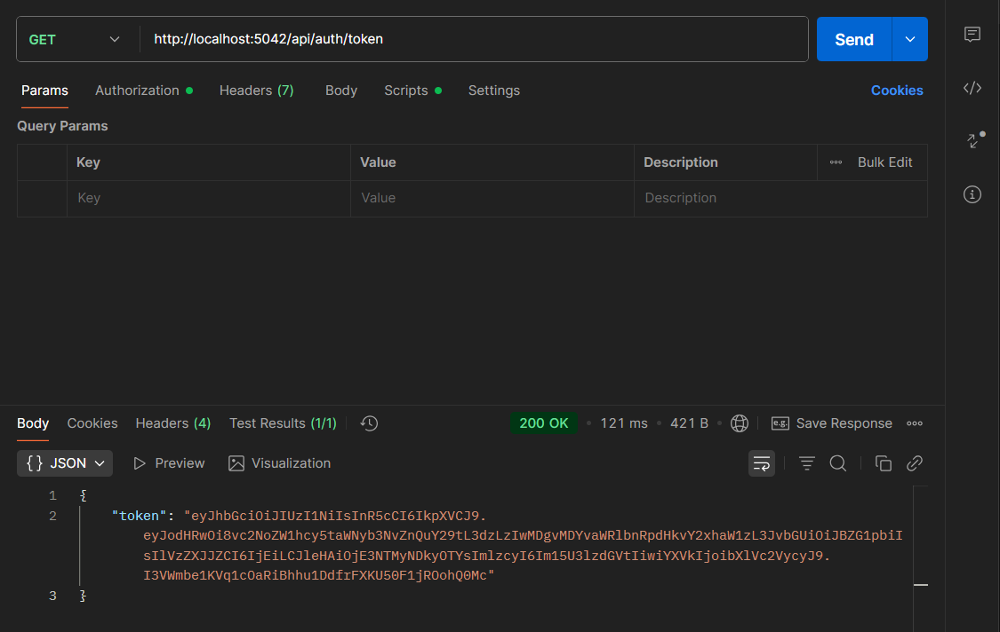 GET http://localhost:5042/api/auth/token Send
Params Authorization Headers (7) Body Scripts Settings Cookies
Query Params
Key Value Description Bulk Edit
Key Value Description
Body Cookies Headers (4) Test Results (1/1) 200 OK 121 ms 421 B e.g. Save Response
{} JSON Preview Visualization
1 {
2 "token": "eyJhbGciOiJIUzI1NiIsInR5cCI6IkpXVCJ9.
eyJodHRwOi8vc2NoZW1hcy5taWNyb3NvZnQuY29tL3dzLzIwMDgvMDYvaWRlbnRpdHkvY2xhaW1zL3JvbGUiOiJBZG1pbiI
sIlVzZXJJZCI6IjEiLCJleHAiOjE3NTMyNDkyOTYsImlzcyI6Im15U3lzdGVtIiwiYXVkIjoibXlVc2VycyJ9.
I3VWmbe1KVq1cOaRiBhhu1DdfrFXKU50F1jROohQ0Mc"
3 }